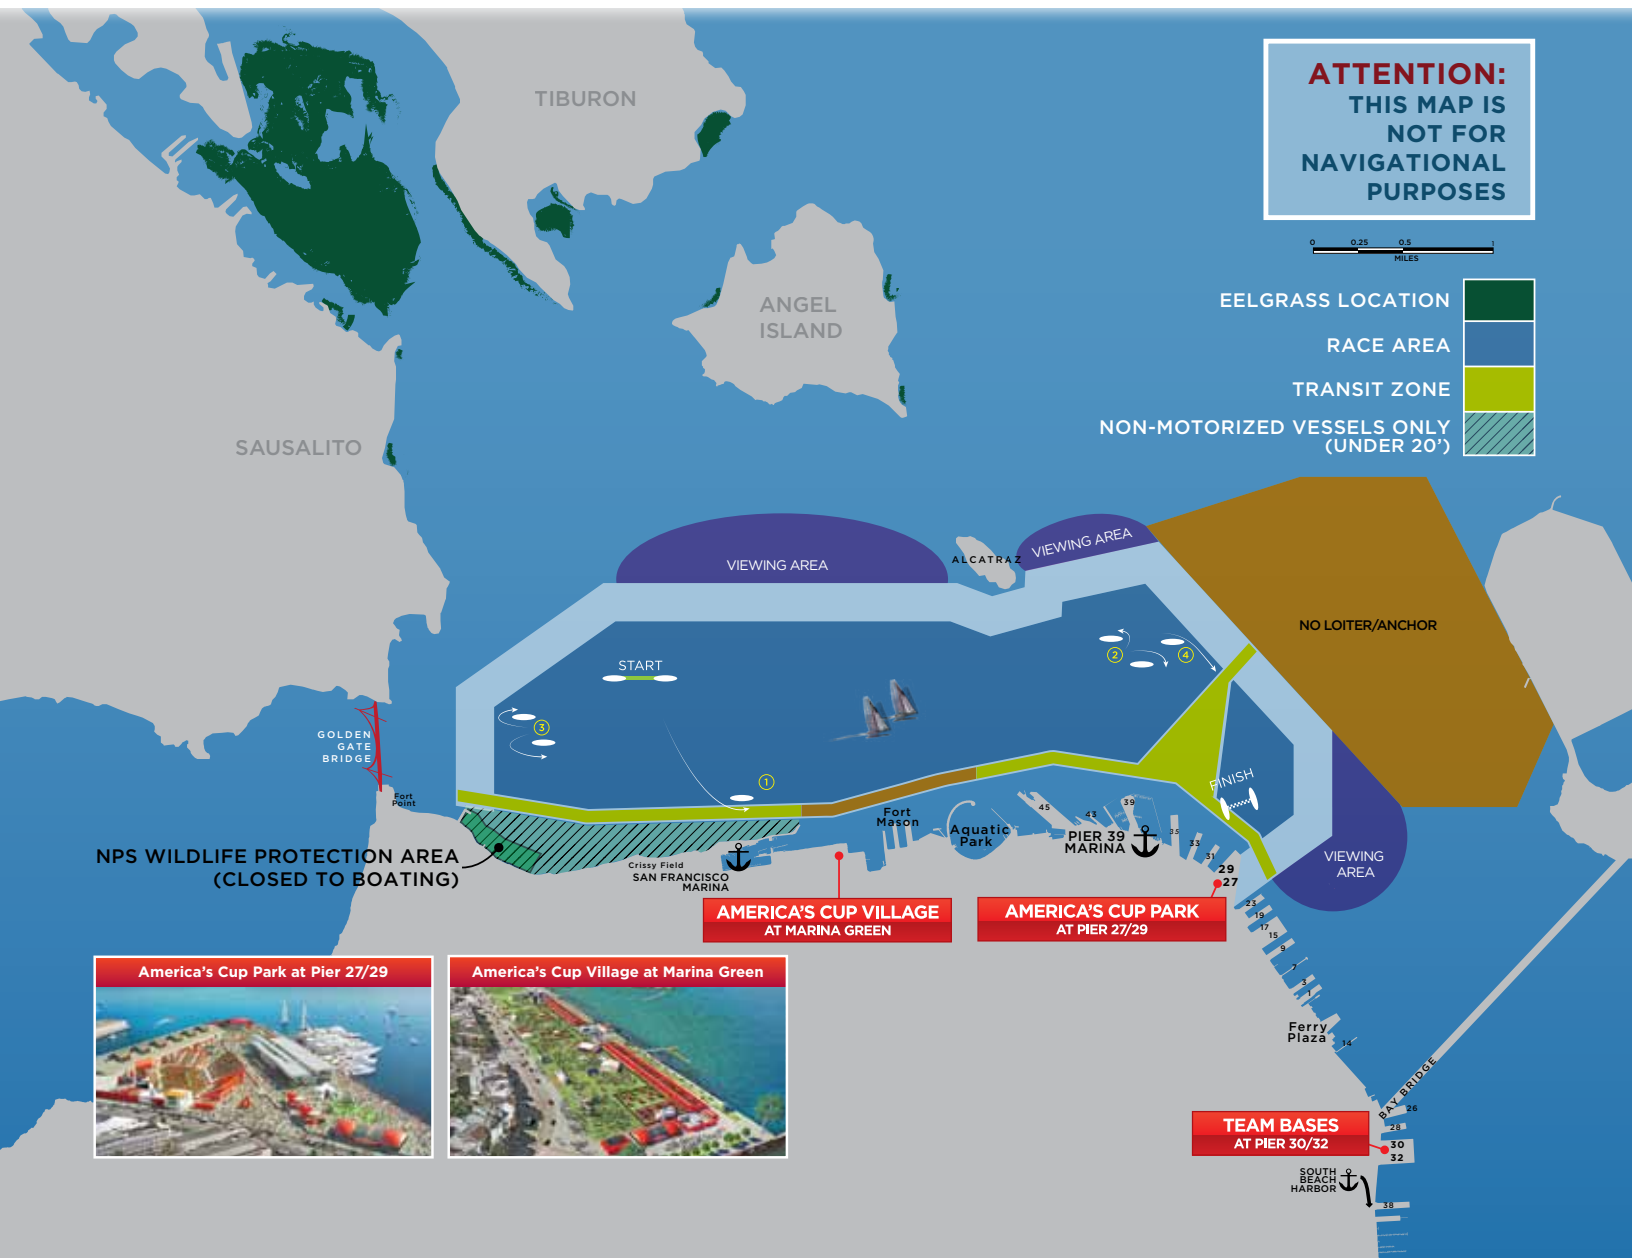 ATTENTION:
THIS MAP IS
NOT FOR
NAVIGATIONAL
PURPOSES
0 0.25 0.5 1
MILES
EELGRASS LOCATION
RACE AREA
TRANSIT ZONE
NON-MOTORIZED VESSELS ONLY
(UNDER 20')
TIBURON
ANGEL
ISLAND
SAUSALITO
VIEWING AREA
ALCATRAZ
VIEWING AREA
NO LOITER/ANCHOR
START
2
4
3
1
FINISH
GOLDEN
GATE
BRIDGE
Fort
Point
NPS WILDLIFE PROTECTION AREA
(CLOSED TO BOATING)
Crissy Field
SAN FRANCISCO
MARINA
Fort
Mason
Aquatic
Park
45
43
39
PIER 39
MARINA
35
33
31
29
27
VIEWING
AREA
AMERICA'S CUP VILLAGE
AT MARINA GREEN
AMERICA'S CUP PARK
AT PIER 27/29
23
19
17
15
9
7
3
1
Ferry
Plaza
14
BAY BRIDGE
26
28
30
32
TEAM BASES
AT PIER 30/32
SOUTH
BEACH
HARBOR
38
America's Cup Park at Pier 27/29
America's Cup Village at Marina Green